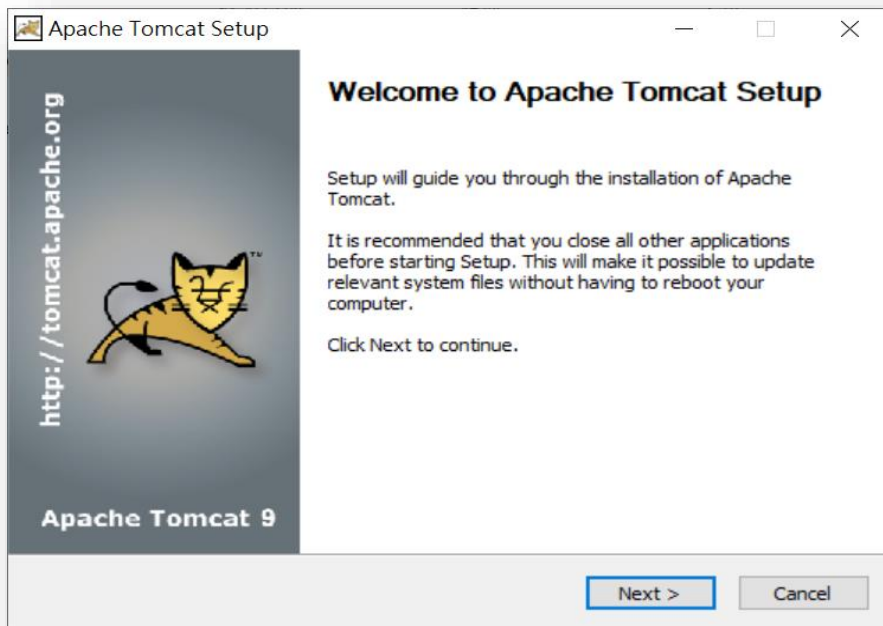 Apache Tomcat Setup
http://tomcat.apache.org
TM
Apache Tomcat 9
Welcome to Apache Tomcat Setup
Setup will guide you through the installation of Apache
Tomcat.
It is recommended that you close all other applications
before starting Setup. This will make it possible to update
relevant system files without having to reboot your
computer.
Click Next to continue.
Next >
Cancel